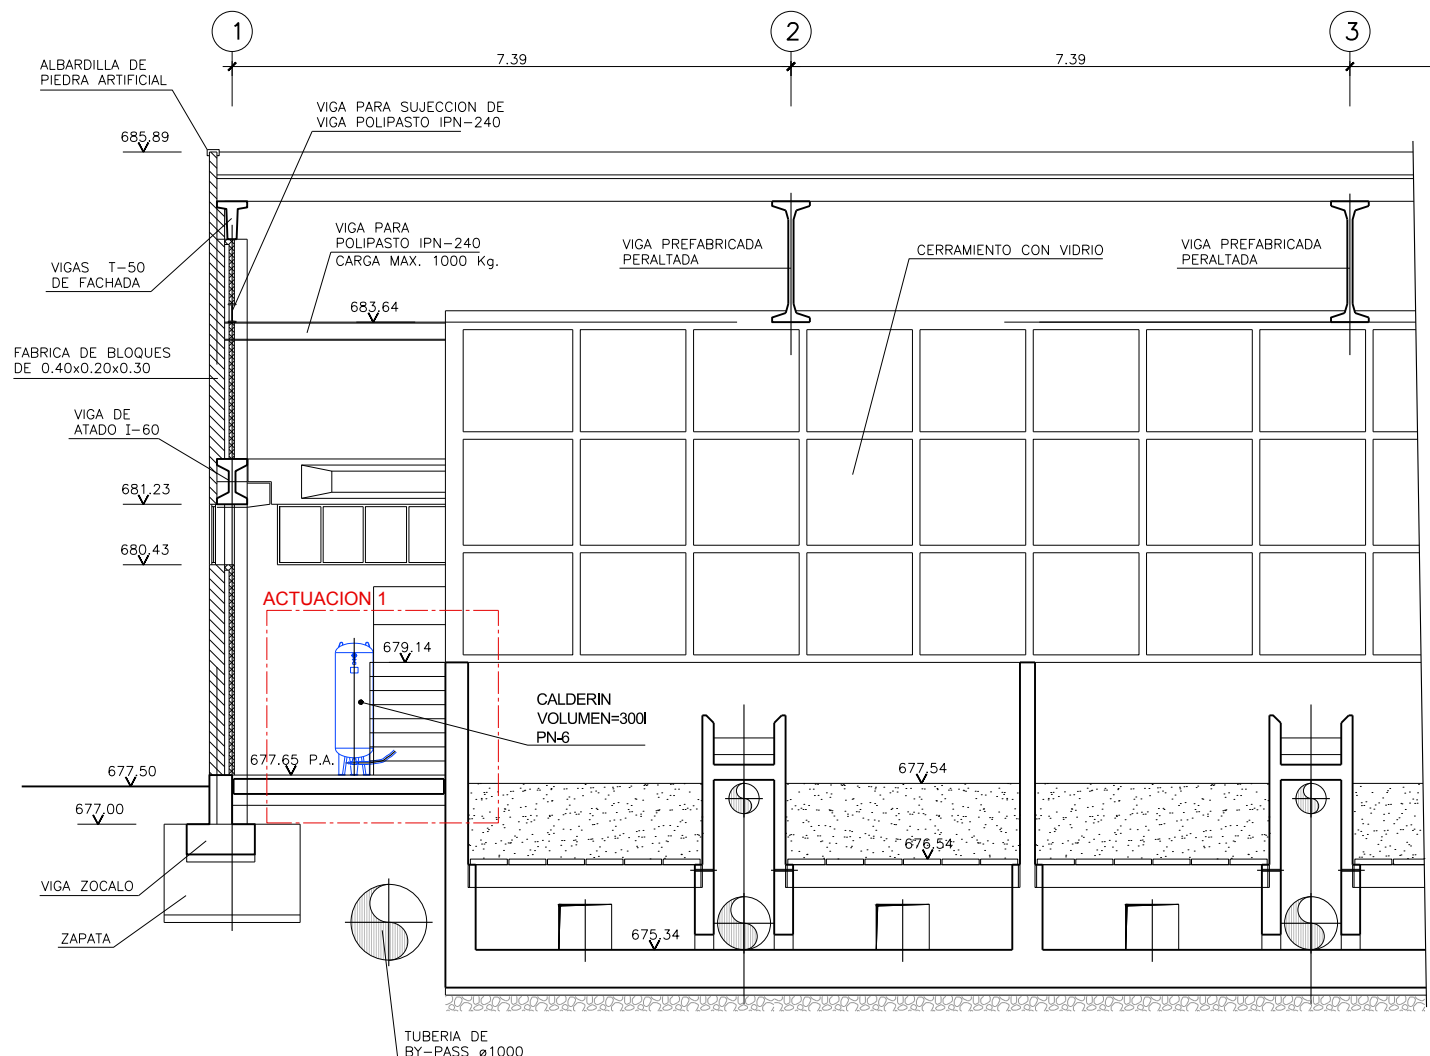 1
2
3
7.39
7.39
ALBARDILLA DE
PIEDRA ARTIFICIAL
VIGA PARA SUJECCION DE
VIGA POLIPASTO IPN-240
685.89
VIGA PARA
POLIPASTO IPN-240
CARGA MAX. 1000 Kg.
VIGA PREFABRICADA
PERALTADA
CERRAMIENTO CON VIDRIO
VIGA PREFABRICADA
PERALTADA
VIGAS T-50
DE FACHADA
683.64
FABRICA DE BLOQUES
DE 0.40x0.20x0.30
VIGA DE
ATADO I-60
681.23
680.43
ACTUACION 1
679.14
CALDERIN
VOLUMEN=300l
PN-6
677.65 P.A.
677.50
677.54
677.00
676.54
VIGA ZOCALO
ZAPATA
675.34
TUBERIA DE
BY-PASS ø1000